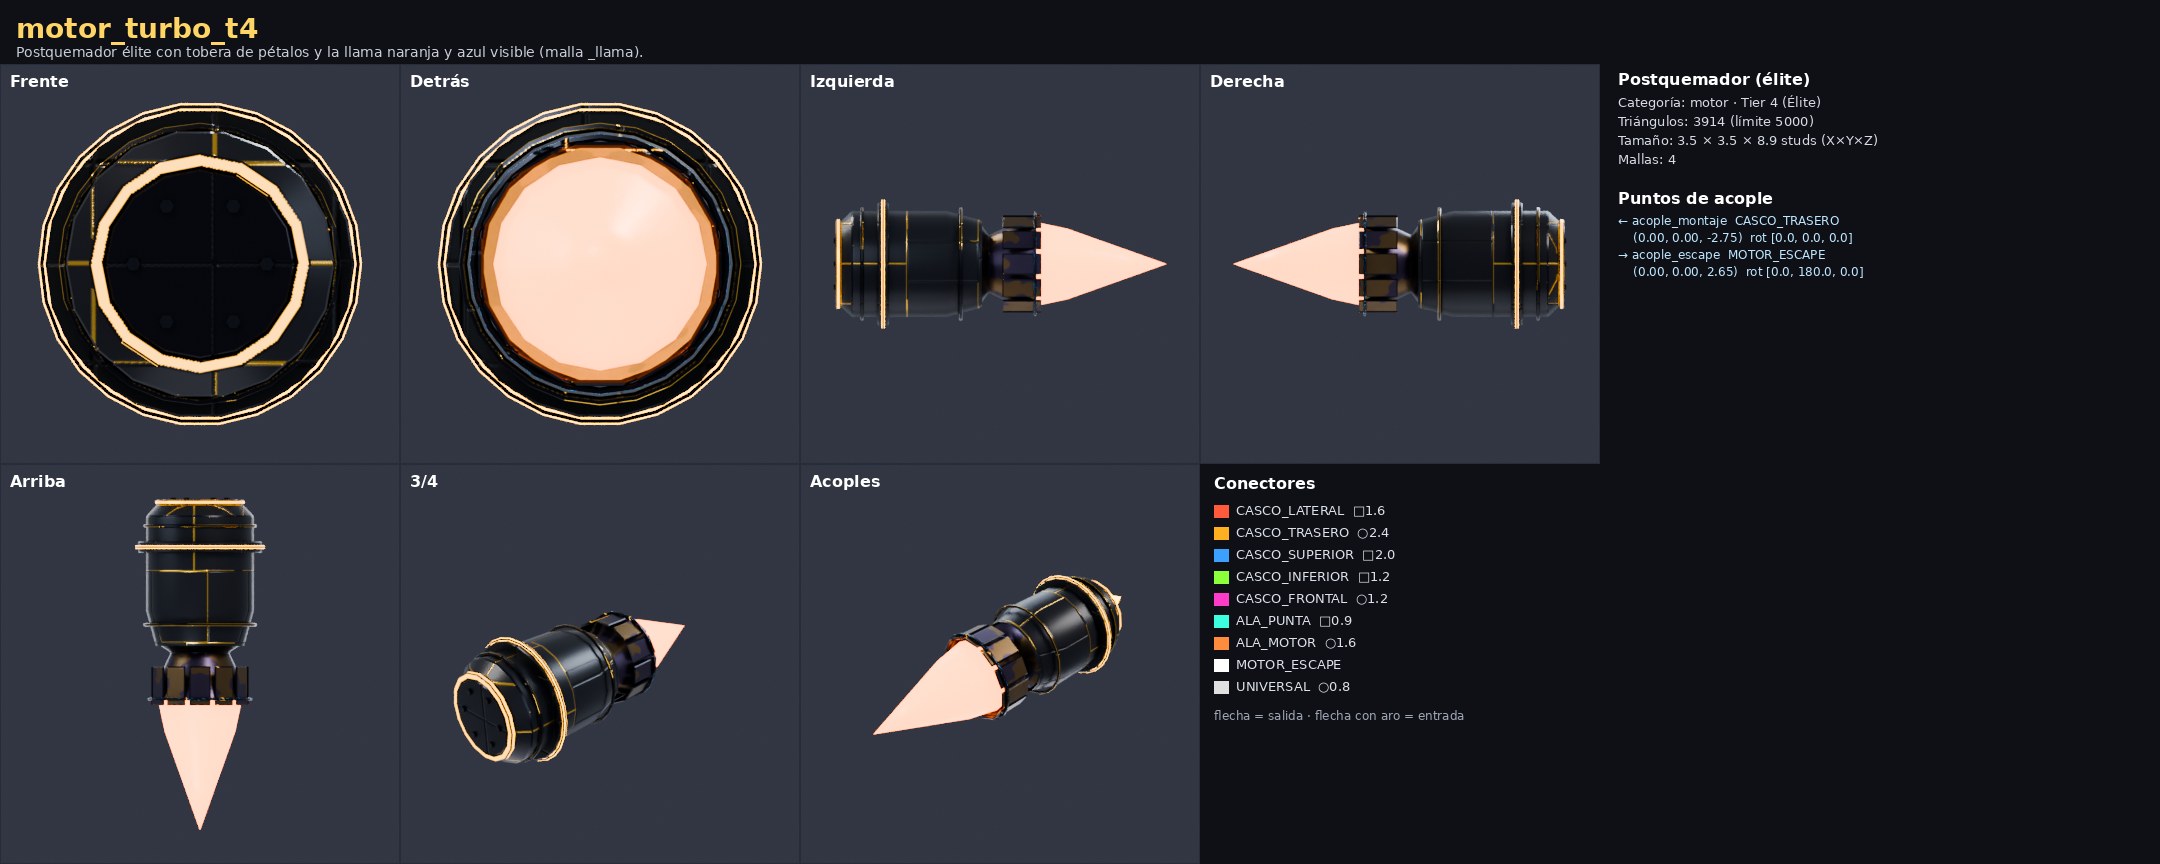 motor_turbo_t4
Postquemador élite con tobera de pétalos y la llama naranja y azul visible (malla _llama).
Frente
Detrás
Izquierda
Derecha
Postquemador (élite)
Categoría: motor · Tier 4 (Élite)
Triángulos: 3914 (límite 5000)
Tamaño: 3.5 × 3.5 × 8.9 studs (X×Y×Z)
Mallas: 4
Puntos de acople
← acople_montaje  CASCO_TRASERO
(0.00, 0.00, -2.75)  rot [0.0, 0.0, 0.0]
→ acople_escape  MOTOR_ESCAPE
(0.00, 0.00, 2.65)  rot [0.0, 180.0, 0.0]
Arriba
3/4
Acoples
Conectores
CASCO_LATERAL  □1.6
CASCO_TRASERO  ○2.4
CASCO_SUPERIOR  □2.0
CASCO_INFERIOR  □1.2
CASCO_FRONTAL  ○1.2
ALA_PUNTA  □0.9
ALA_MOTOR  ○1.6
MOTOR_ESCAPE
UNIVERSAL  ○0.8
flecha = salida · flecha con aro = entrada